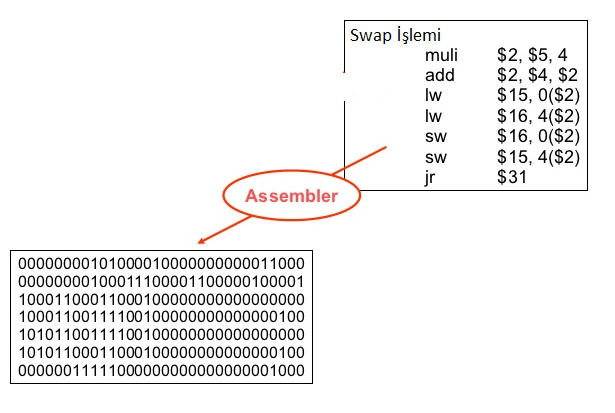 Swap İşlemi
muli $2, $5, 4
add $2, $4, $2
lw $15, 0($2)
lw $16, 4($2)
sw $16, 0($2)
sw $15, 4($2)
jr $31
Assembler
00000000101000010000000000011000
00000000100011100001100000100001
10001100011000100000000000000000
10001100111100100000000000000100
10101100111100100000000000000000
10101100011000100000000000000100
00000011111000000000000000001000